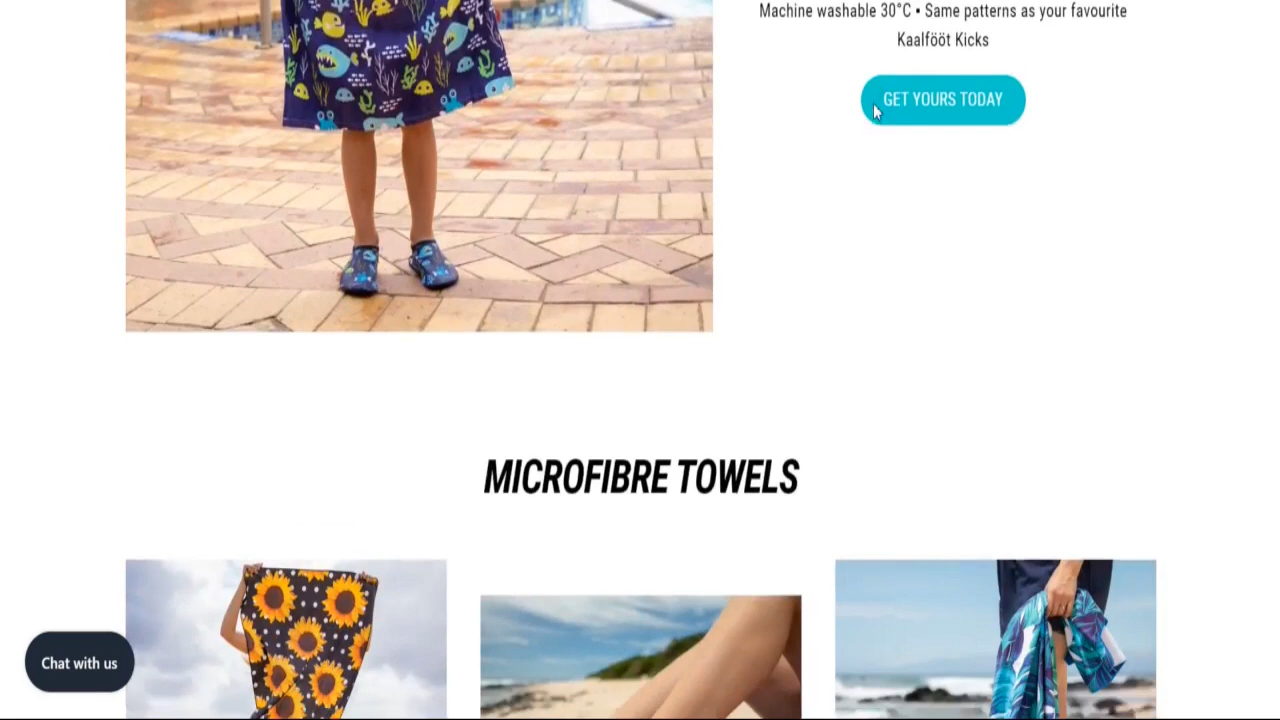 Machine washable 30°C • Same patterns as your favourite
Kaalfööt Kicks
GET YOURS TODAY
MICROFIBRE TOWELS
Chat with us